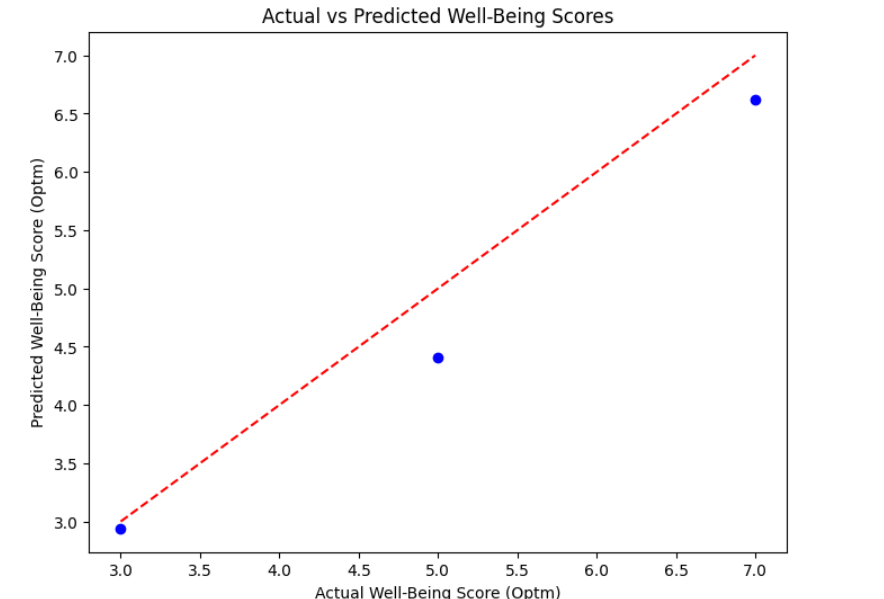 Actual vs Predicted Well-Being Scores
Predicted Well-Being Score (Optm)
7.0
6.5
6.0
5.5
5.0
4.5
4.0
3.5
3.0
3.0 3.5 4.0 4.5 5.0 5.5 6.0 6.5 7.0
Actual Well-Being Score (Optm)